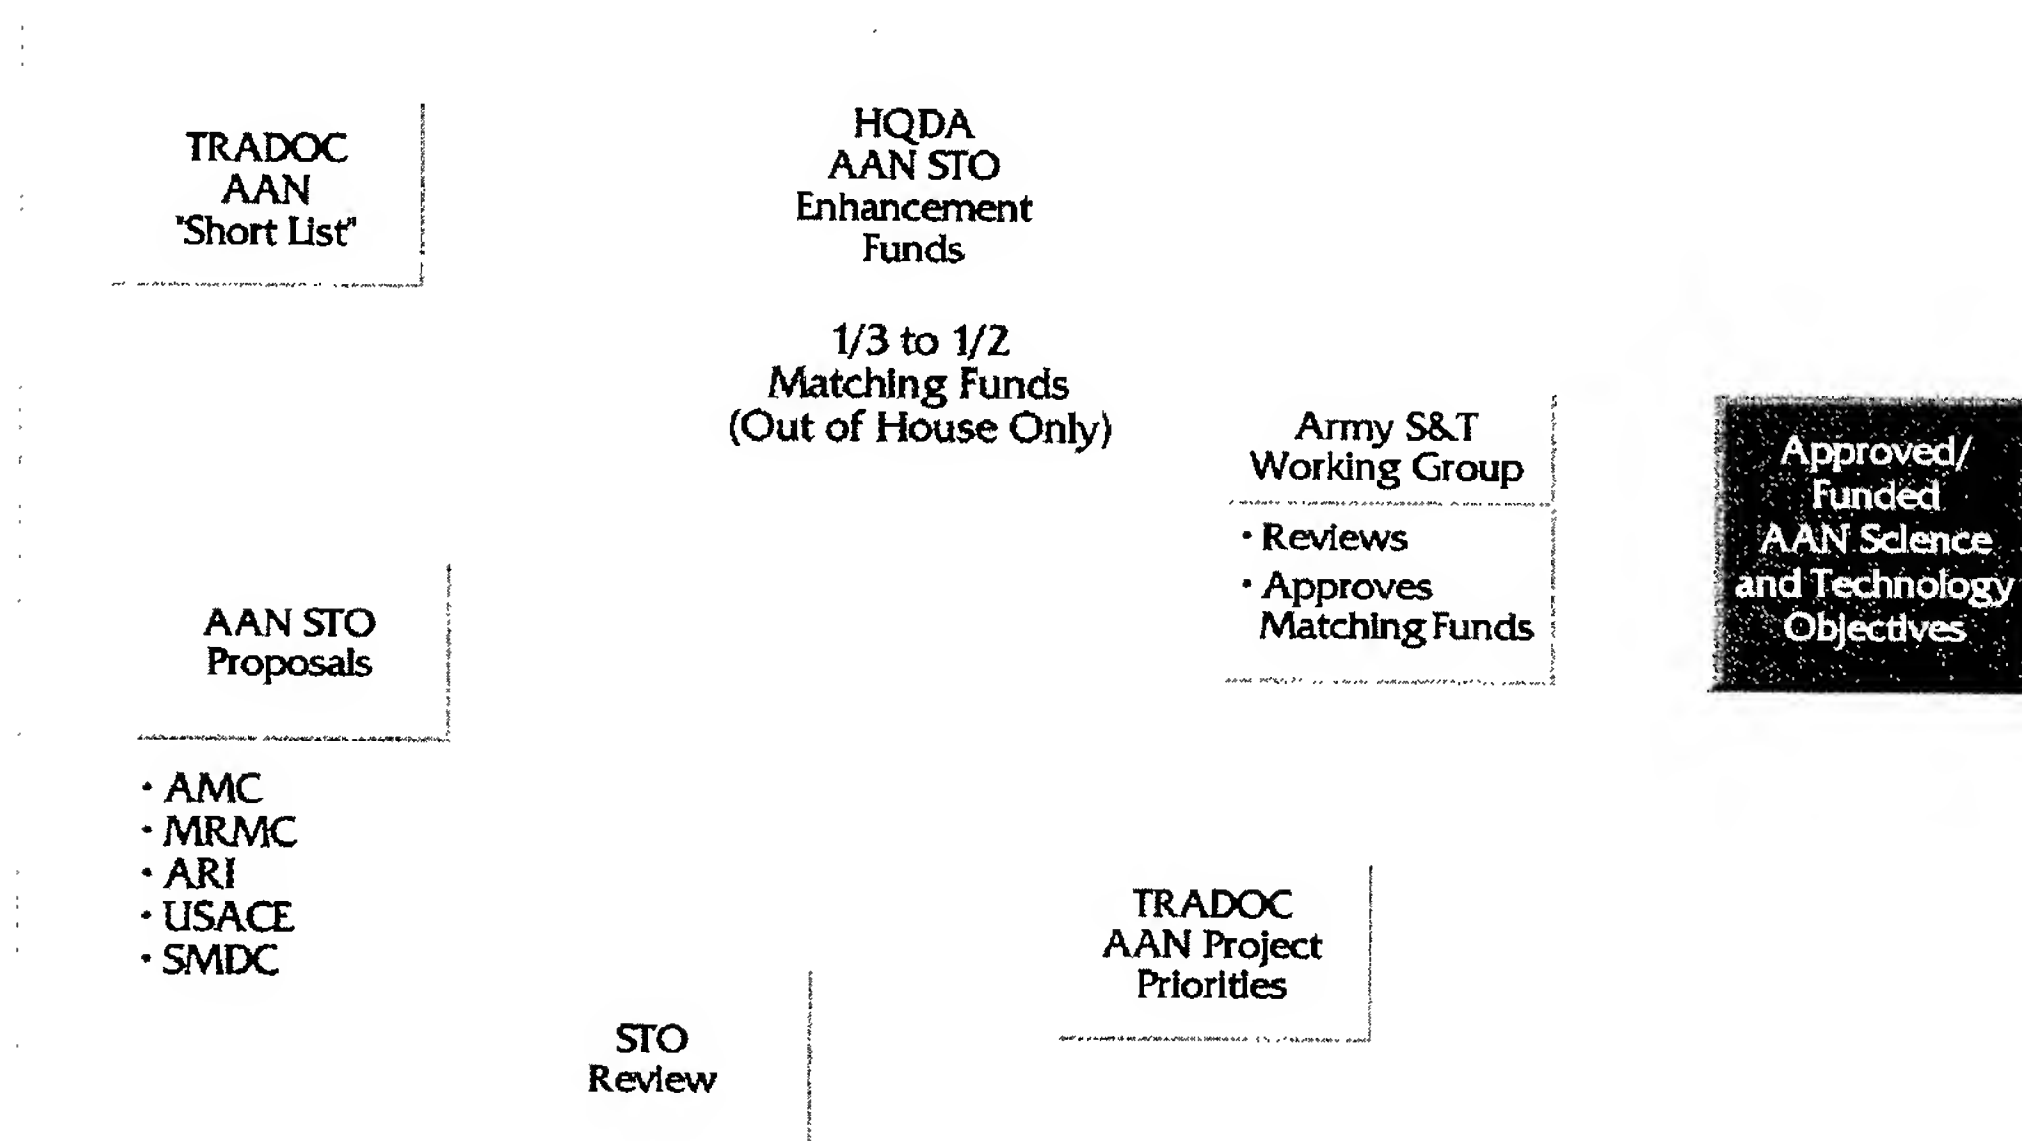 TRADOC
AAN
"Short List"
HQDA
AAN STO
Enhancement
Funds
1/3 to 1/2
Matching Funds
(Out of House Only)
Army S&T
Working Group
• Reviews
• Approves
Matching Funds
Approved/
Funded
AAN Science
and Technology
Objectives
AAN STO
Proposals
• AMC
• MRMC
• ARI
• USACE
• SMDC
STO
Review
TRADOC
AAN Project
Priorities